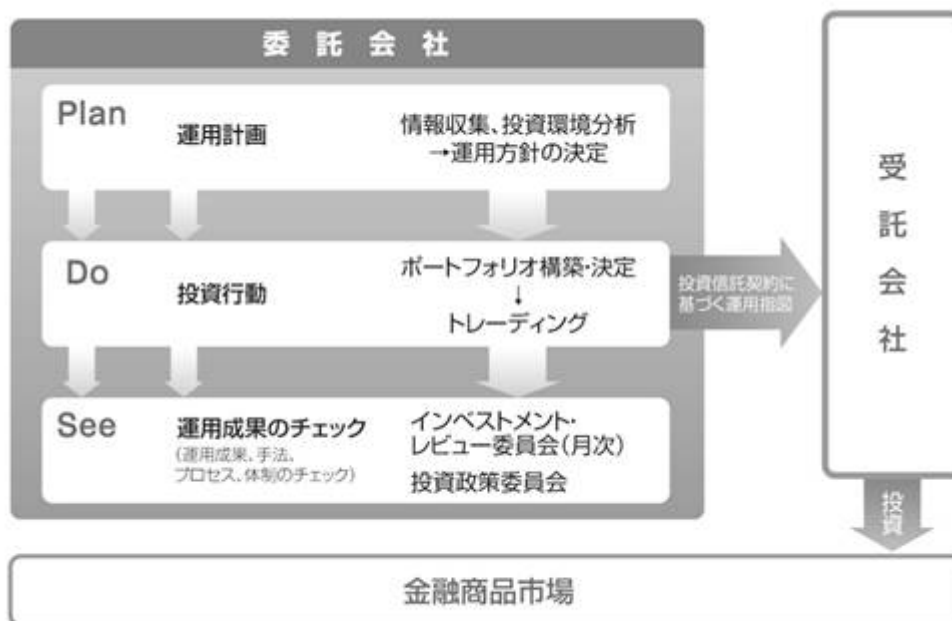 委託会社
Plan
運用計画
情報収集、投資環境分析
→運用方針の決定
Do
投資行動
ポートフォリオ構築・決定
↓
トレーディング
投資信託契約に
基づく運用指図
See
運用成果のチェック
(運用成果、手法、
プロセス、体制のチェック)
インベストメント・
レビュー委員会(月次)
投資政策委員会
受託会社
投資
金融商品市場